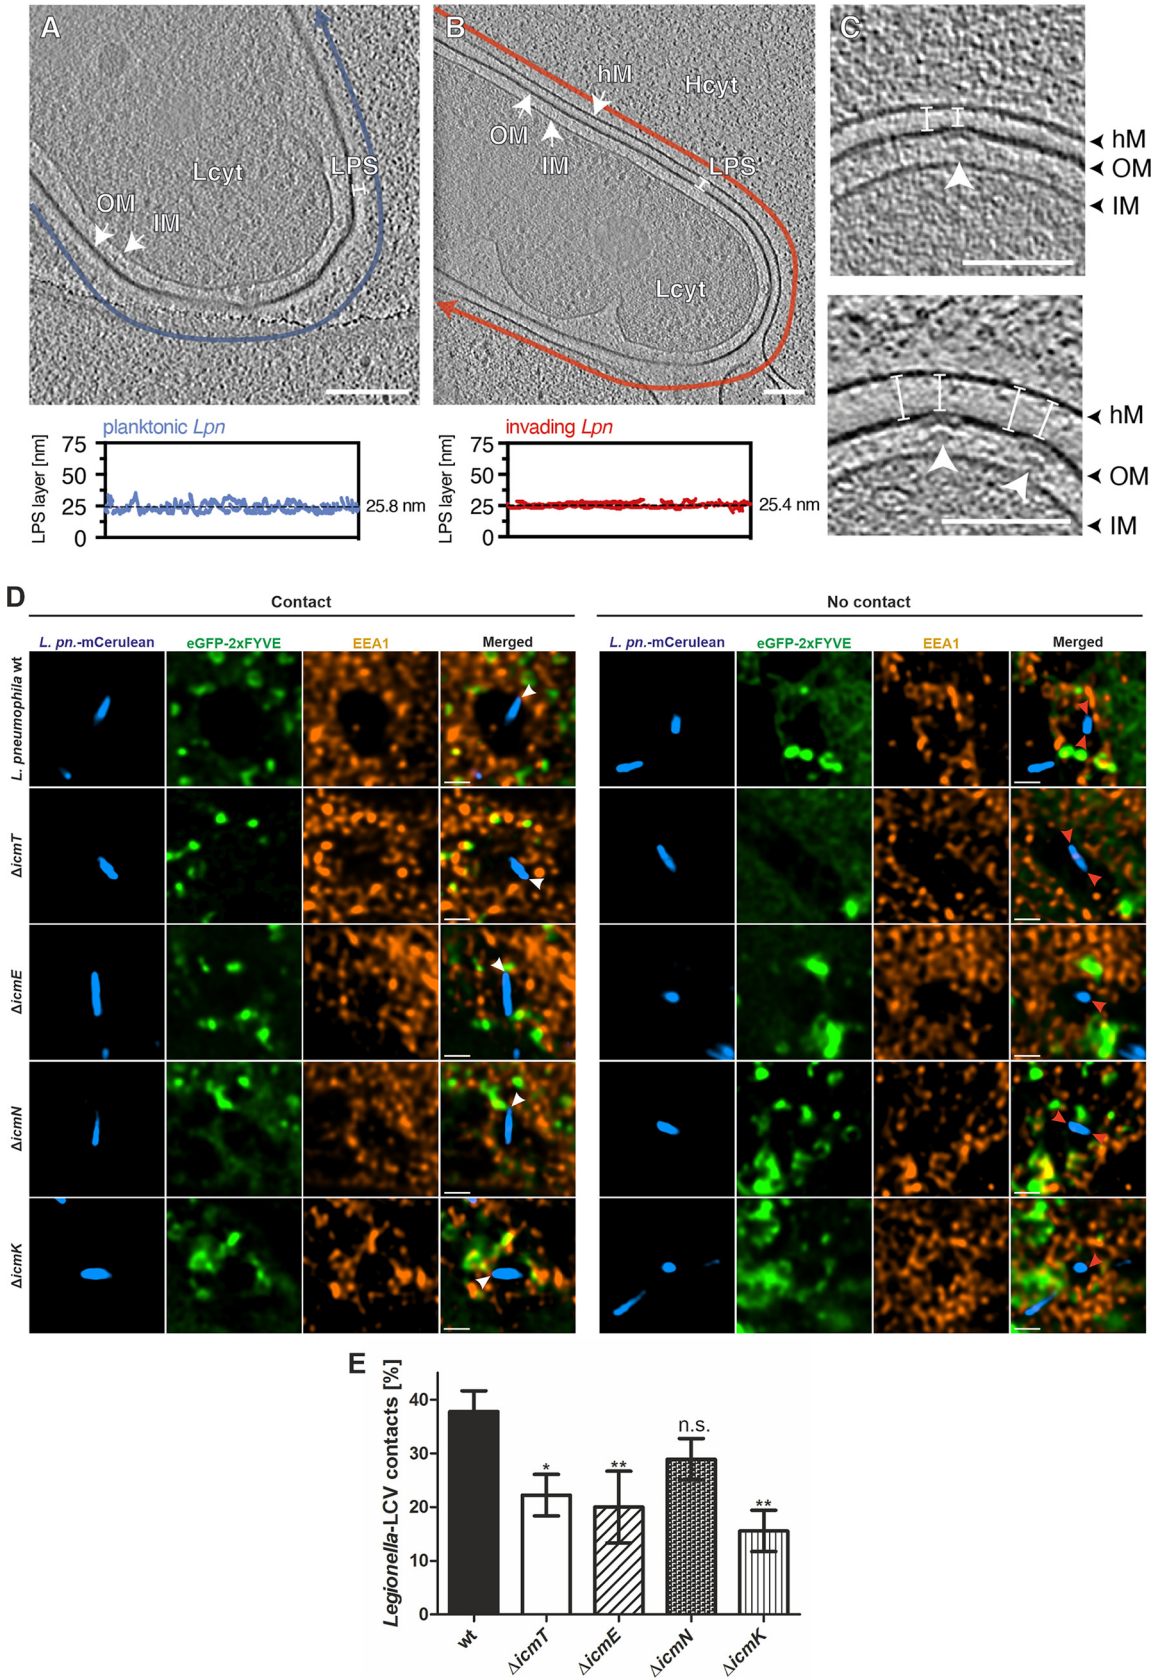 A
OM
IM
Lcyt
LPS
B
hM
Hcyt
OM
IM
LPS
Lcyt
C
hM
OM
IM
hM
OM
IM
planktonic Lpn
LPS layer [nm]
75
50
25
0
25.8 nm
invading Lpn
LPS layer [nm]
75
50
25
0
25.4 nm
D
Contact
No contact
L. pn.-mCerulean eGFP-2xFYVE EEA1 Merged
L. pn.-mCerulean eGFP-2xFYVE EEA1 Merged
L. pneumophila wt
ΔicmT
ΔicmE
ΔicmN
ΔicmK
E
Legionella-LCV contacts [%]
40
30
20
10
0
*
**
n.s.
**
wt
ΔicmT
ΔicmE
ΔicmN
ΔicmK